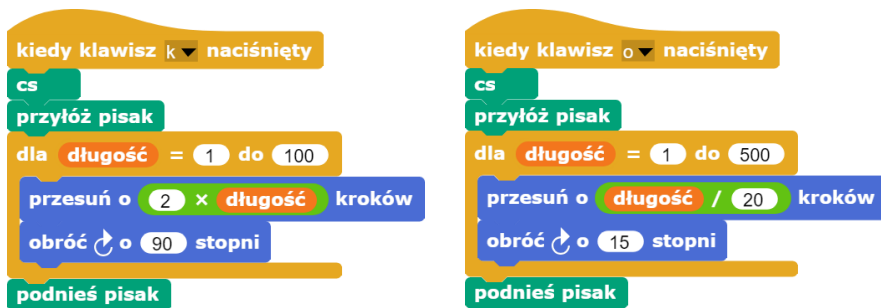 kiedy klawisz k naciśnięty
cs
przyłóż pisak
dla długość = 1 do 100
przesuń o 2 × długość kroków
obróć o 90 stopni
podnieś pisak
kiedy klawisz o naciśnięty
cs
przyłóż pisak
dla długość = 1 do 500
przesuń o długość / 20 kroków
obróć o 15 stopni
podnieś pisak